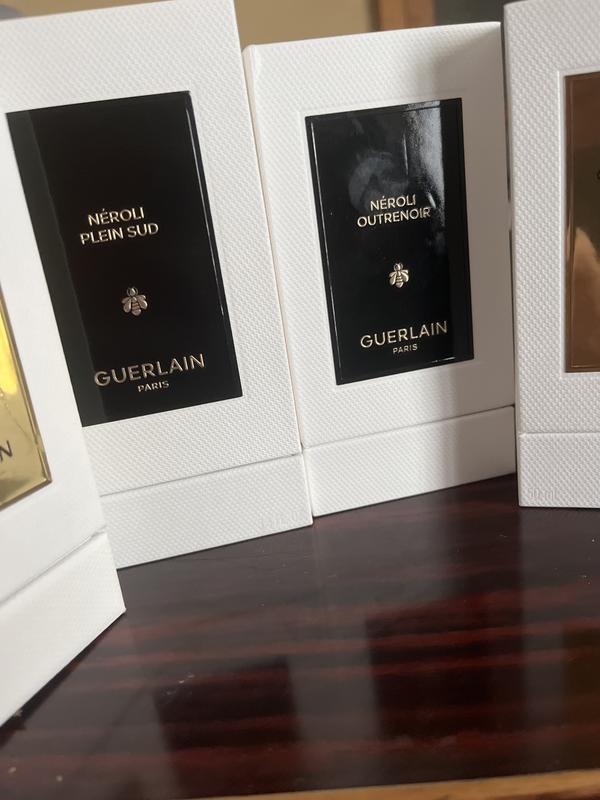 NÉROLI
PLEIN SUD
GUERLAIN
PARIS
NÉROLI
OUTRENOIR
GUERLAIN
PARIS